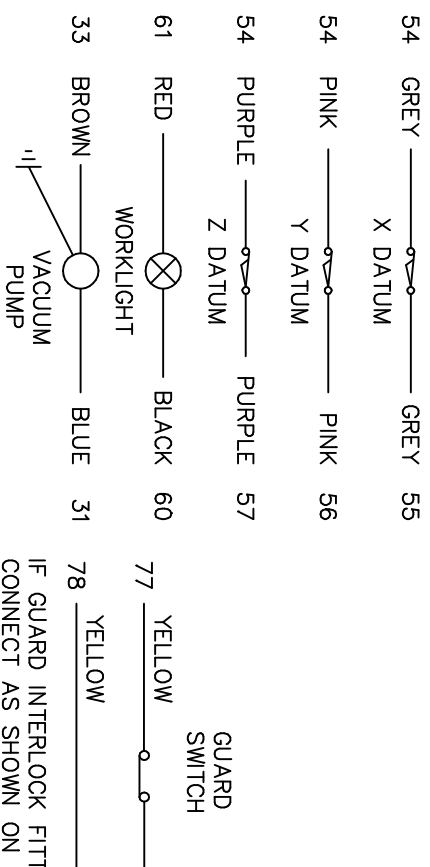 54 GREY GREY 55
X DATUM
54 PINK PINK 56
Y DATUM
54 PURPLE PURPLE 57
Z DATUM
61 RED BLACK 60
WORKLIGHT
33 BROWN BLUE 31
VACUUM
PUMP
GUARD
SWITCH
77 YELLOW
78 YELLOW
IF GUARD INTERLOCK FITT
CONNECT AS SHOWN ON